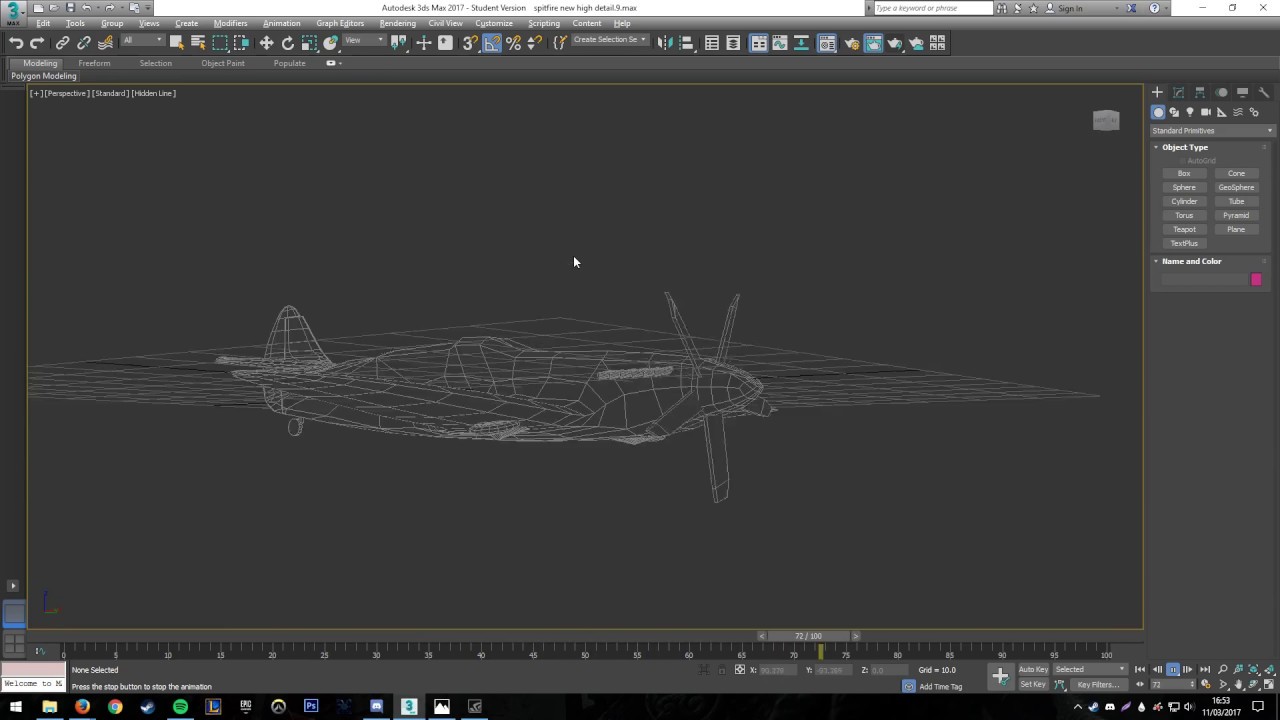 Autodesk 3ds Max 2017 - Student Version    spitfire new high detail.9.max
Type a keyword or phrase
Sign In
3
MAX
Edit Tools Group Views Create Modifiers Animation Graph Editors Rendering Civil View Customize Scripting Content Help
All
View
Create Selection Se
Modeling Freeform Selection Object Paint Populate
Polygon Modeling
[+] [Perspective] [Standard] [Hidden Line]
Standard Primitives
Object Type
AutoGrid
Box Cone
Sphere GeoSphere
Cylinder Tube
Torus Pyramid
Teapot Plane
TextPlus
Name and Color
< 72 / 100 >
0 5 10 15 20 25 30 35 40 45 50 55 60 65 70 75 80 85 90 95 100
None Selected
X: Y: Z: 0.0 Grid = 10.0
Auto Key Selected
Welcome to M
Press the stop button to stop the animation
Add Time Tag
Set Key Key Filters...
72
16:53
11/03/2017